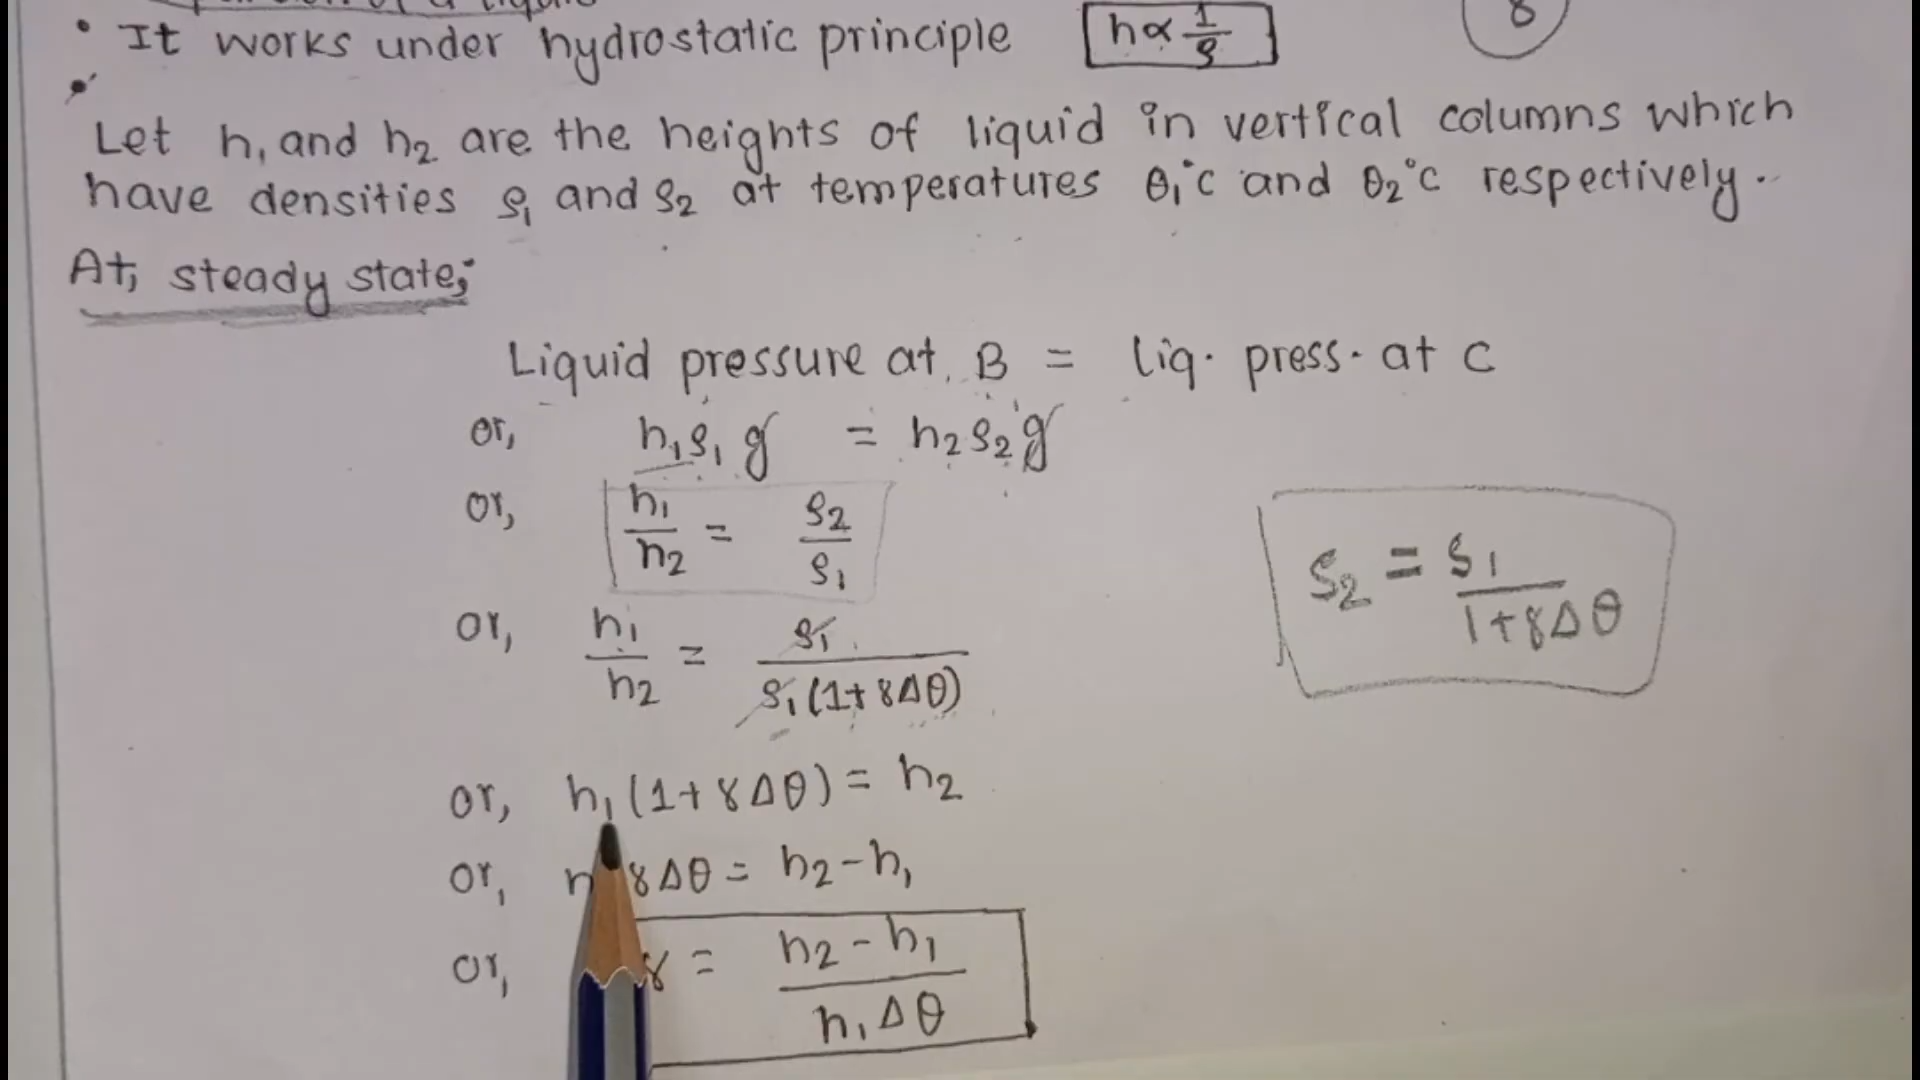 • It works under hydrostatic principle h∝1/ρ 8
•
Let h₁ and h₂ are the heights of liquid in vertical columns which
have densities ρ₁ and ρ₂ at temperatures θ₁°C and θ₂°C respectively.
At, steady state;
Liquid pressure at B = liq. press. at C
or, h₁ρ₁g = h₂ρ₂g
or, h₁/h₂ = ρ₂/ρ₁
ρ₂ = ρ₁/(1+γΔθ)
or, h₁/h₂ = ρ₁/ρ₁(1+γΔθ)
or, h₁(1+γΔθ) = h₂
or, h γΔθ = h₂-h₁
or, γ = (h₂-h₁)/(h₁Δθ)